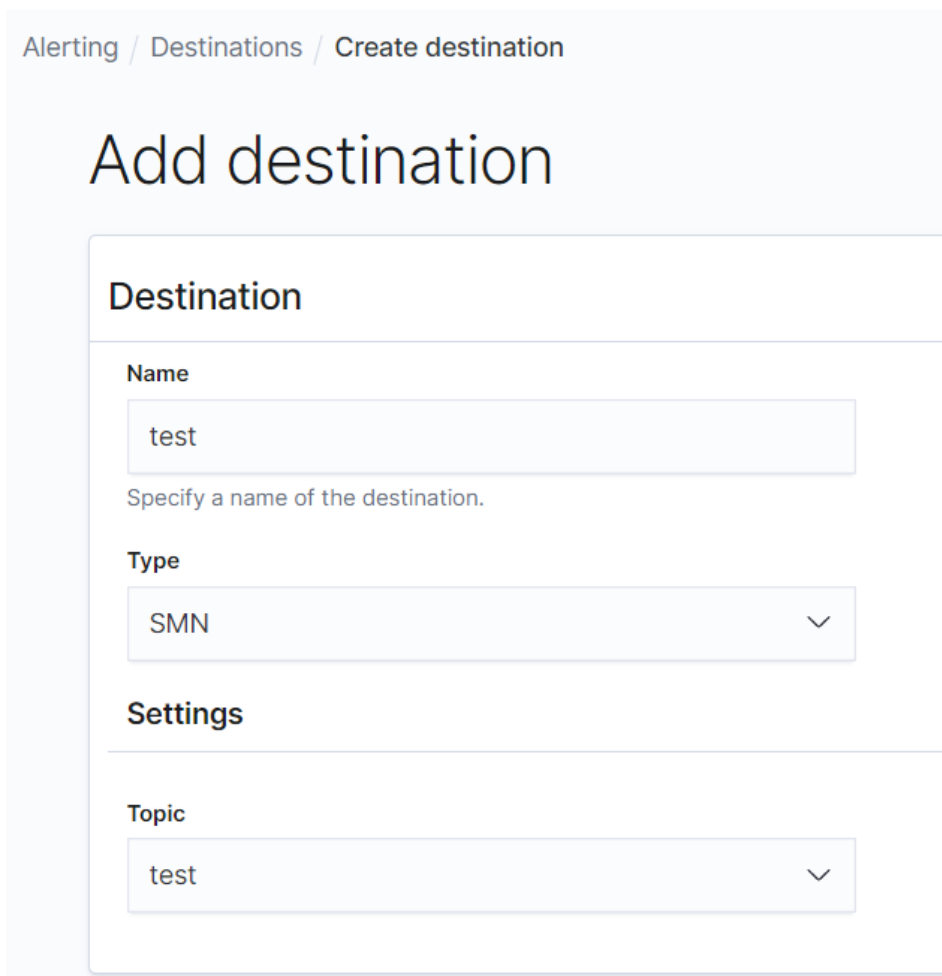 Alerting / Destinations / Create destination
Add destination
Destination
Name
test
Specify a name of the destination.
Type
SMN
Settings
Topic
test